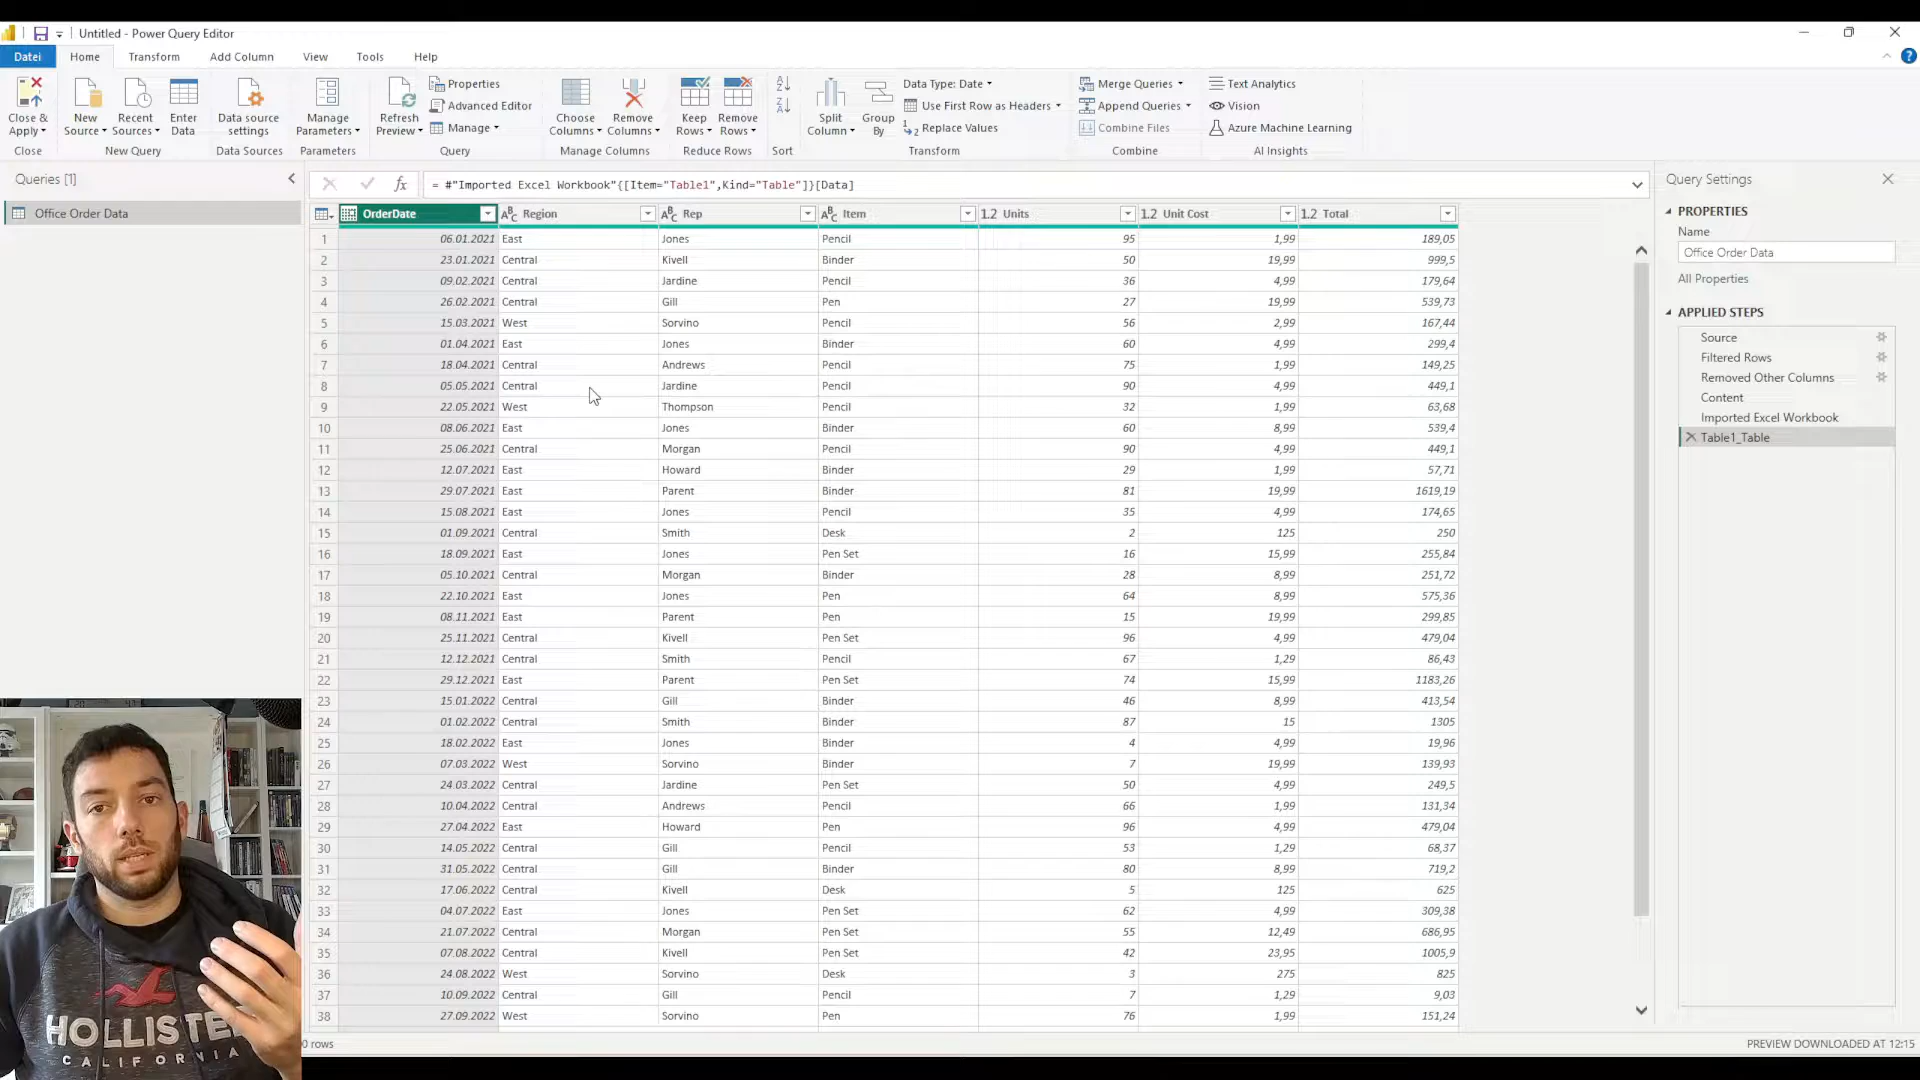 Untitled - Power Query Editor
Datei Home Transform Add Column View Tools Help
Close & Apply
New Source
Recent Sources
Enter Data
Data source settings
Manage Parameters
Refresh Preview
Properties
Advanced Editor
Manage
Choose Columns
Remove Columns
Keep Rows
Remove Rows
Split Column
Group By
Data Type: Date
Use First Row as Headers
Replace Values
Merge Queries
Append Queries
Combine Files
Text Analytics
Vision
Azure Machine Learning
Close New Query Data Sources Parameters Query Manage Columns Reduce Rows Sort Transform Combine AI Insights
Queries [1]
Office Order Data
= #"Imported Excel Workbook"{[Item="Table1",Kind="Table"]}[Data]
OrderDate Region Rep Item 1.2 Units 1.2 Unit Cost 1.2 Total
1 06.01.2021 East Jones Pencil 95 1,99 189,05
2 23.01.2021 Central Kivell Binder 50 19,99 999,5
3 09.02.2021 Central Jardine Pencil 36 4,99 179,64
4 26.02.2021 Central Gill Pen 27 19,99 539,73
5 15.03.2021 West Sorvino Pencil 56 2,99 167,44
6 01.04.2021 East Jones Binder 60 4,99 299,4
7 18.04.2021 Central Andrews Pencil 75 1,99 149,25
8 05.05.2021 Central Jardine Pencil 90 4,99 449,1
9 22.05.2021 West Thompson Pencil 32 1,99 63,68
10 08.06.2021 East Jones Binder 60 8,99 539,4
11 25.06.2021 Central Morgan Pencil 90 4,99 449,1
12 12.07.2021 East Howard Binder 29 1,99 57,71
13 29.07.2021 East Parent Binder 81 19,99 1619,19
14 15.08.2021 East Jones Pencil 35 4,99 174,65
15 01.09.2021 Central Smith Desk 2 125 250
16 18.09.2021 East Jones Pen Set 16 15,99 255,84
17 05.10.2021 Central Morgan Binder 28 8,99 251,72
18 22.10.2021 East Jones Pen 64 8,99 575,36
19 08.11.2021 East Parent Pen 15 19,99 299,85
20 25.11.2021 Central Kivell Pen Set 96 4,99 479,04
21 12.12.2021 Central Smith Pencil 67 1,29 86,43
22 29.12.2021 East Parent Pen Set 74 15,99 1183,26
23 15.01.2022 Central Gill Binder 46 8,99 413,54
24 01.02.2022 Central Smith Binder 87 15 1305
25 18.02.2022 East Jones Binder 4 4,99 19,96
26 07.03.2022 West Sorvino Binder 7 19,99 139,93
27 24.03.2022 Central Jardine Pen Set 50 4,99 249,5
28 10.04.2022 Central Andrews Pencil 66 1,99 131,34
29 27.04.2022 East Howard Pen 96 4,99 479,04
30 14.05.2022 Central Gill Pencil 53 1,29 68,37
31 31.05.2022 Central Gill Binder 80 8,99 719,2
32 17.06.2022 Central Kivell Desk 5 125 625
33 04.07.2022 East Jones Pen Set 62 4,99 309,38
34 21.07.2022 Central Morgan Pen Set 55 12,49 686,95
35 07.08.2022 Central Kivell Pen Set 42 23,95 1005,9
36 24.08.2022 West Sorvino Desk 3 275 825
37 10.09.2022 Central Gill Pencil 7 1,29 9,03
38 27.09.2022 West Sorvino Pen 76 1,99 151,24
Query Settings
PROPERTIES
Name
Office Order Data
All Properties
APPLIED STEPS
Source
Filtered Rows
Removed Other Columns
Content
Imported Excel Workbook
Table1_Table
HOLLISTE
CALIFORNIA
0 rows
PREVIEW DOWNLOADED AT 12:15